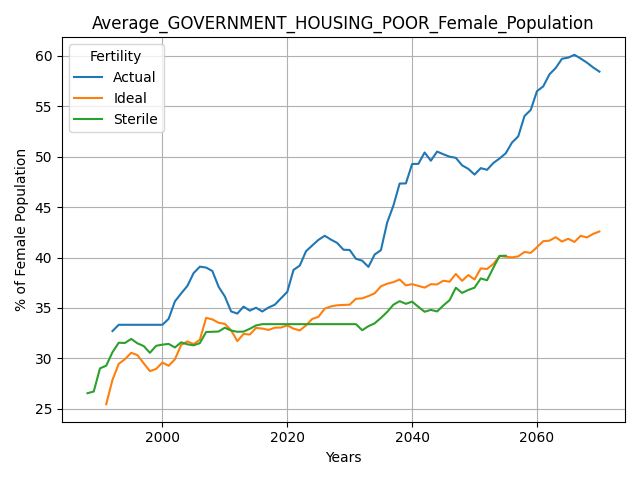 Average_GOVERNMENT_HOUSING_POOR_Female_Population
Fertility
Actual
Ideal
Sterile
% of Female Population
60
55
50
45
40
35
30
25
2000 2020 2040 2060
Years